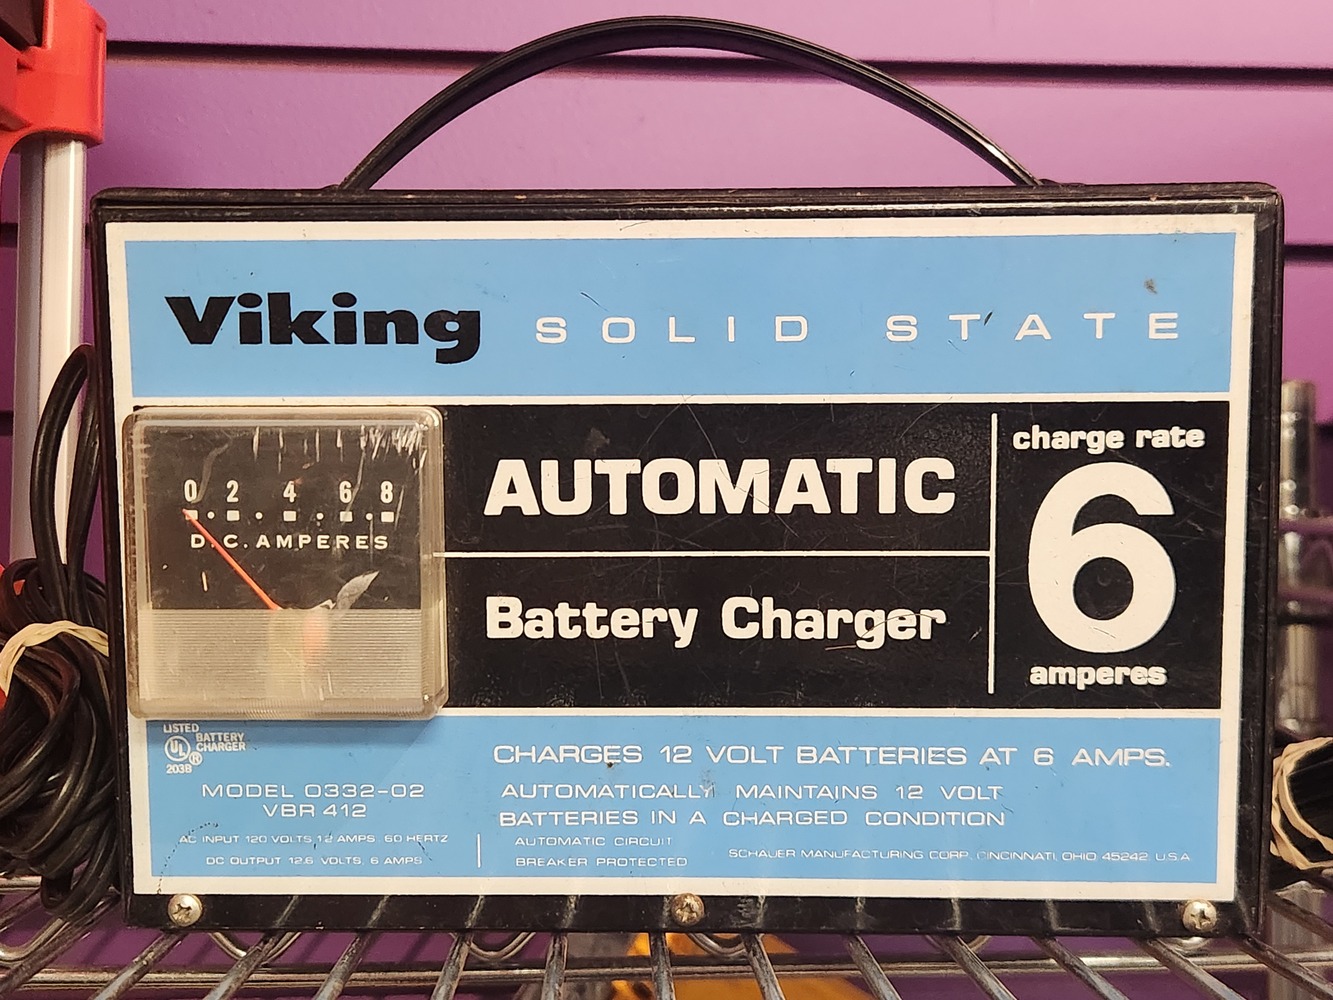 Viking SOLID STATE
0 2 4 6 8
D.C. AMPERES
AUTOMATIC
Battery Charger
charge rate
6
amperes
LISTED
UL ®
BATTERY
CHARGER
203B
MODEL 0332-02
VBR 412
AC INPUT 120 VOLTS 1.2 AMPS. 60 HERTZ
DC OUTPUT 12.6 VOLTS, 6 AMPS
CHARGES 12 VOLT BATTERIES AT 6 AMPS.
AUTOMATICALLY MAINTAINS 12 VOLT
BATTERIES IN A CHARGED CONDITION
AUTOMATIC CIRCUIT
BREAKER PROTECTED
SCHAUER MANUFACTURING CORP. CINCINNATI, OHIO 45242 U.S.A.